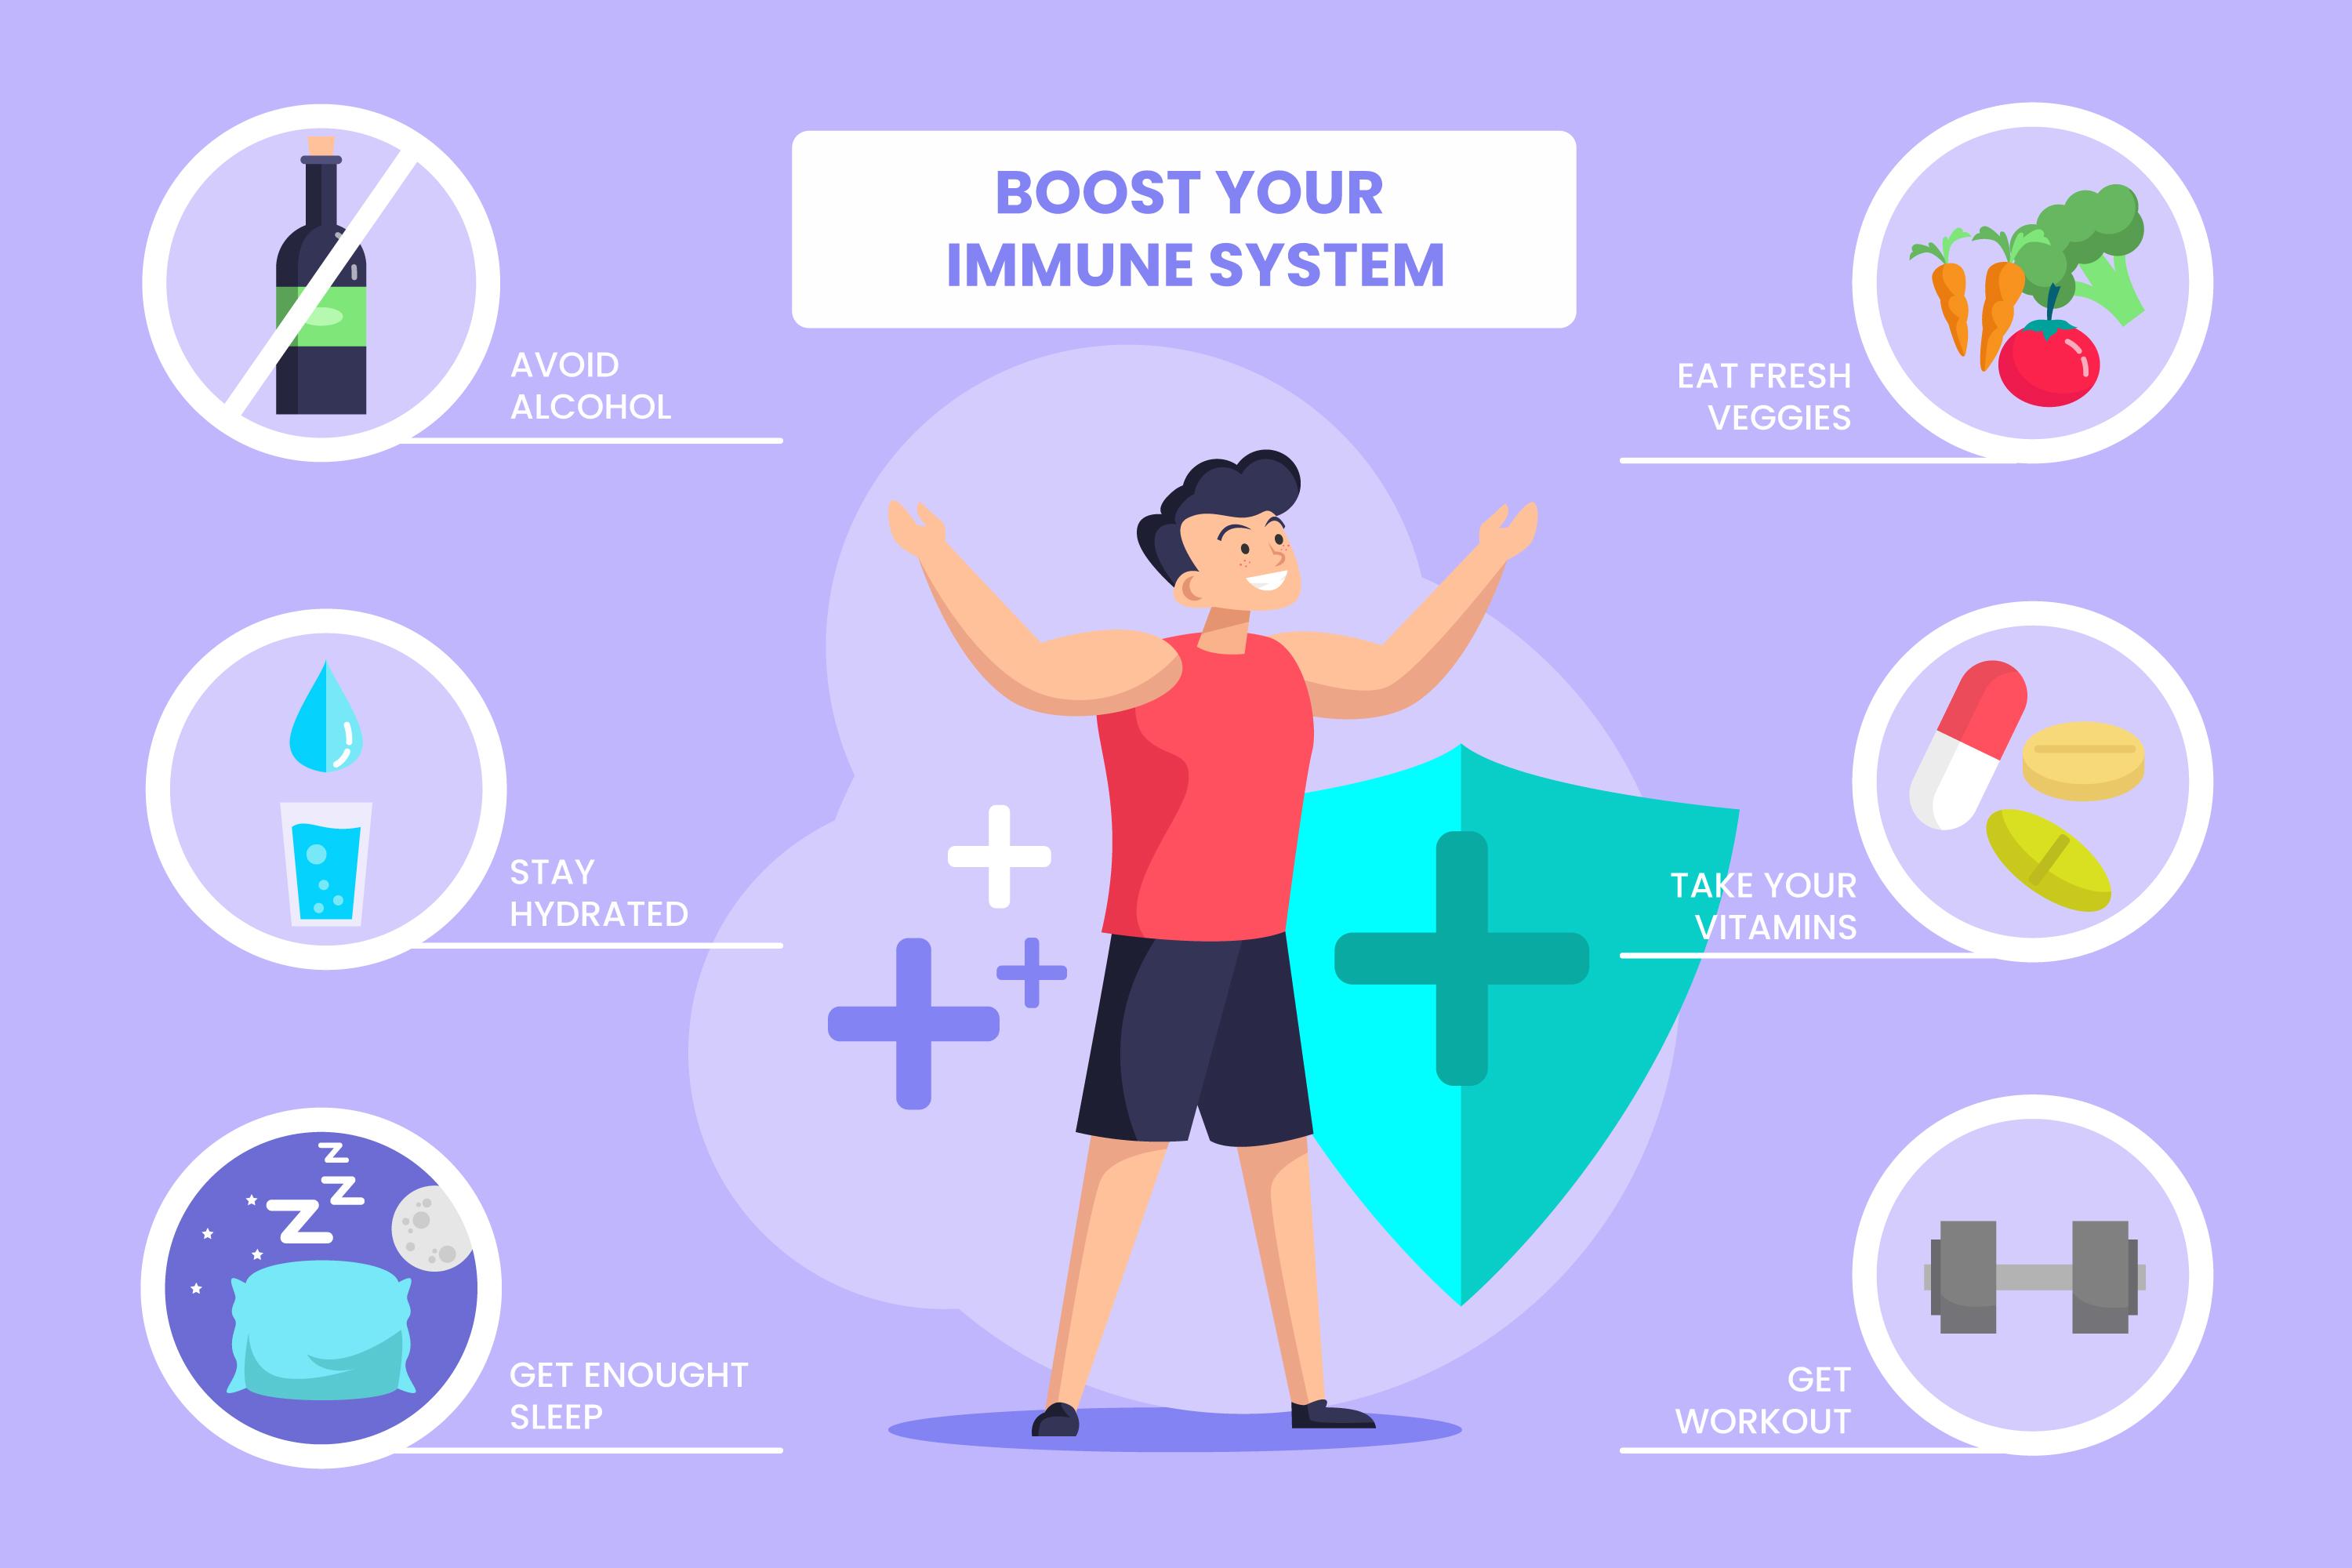 BOOST YOUR
IMMUNE SYSTEM
AVOID
ALCOHOL
EAT FRESH
VEGGIES
STAY
HYDRATED
TAKE YOUR
VITAMINS
Z
Z
Z
GET ENOUGHT
SLEEP
GET
WORKOUT